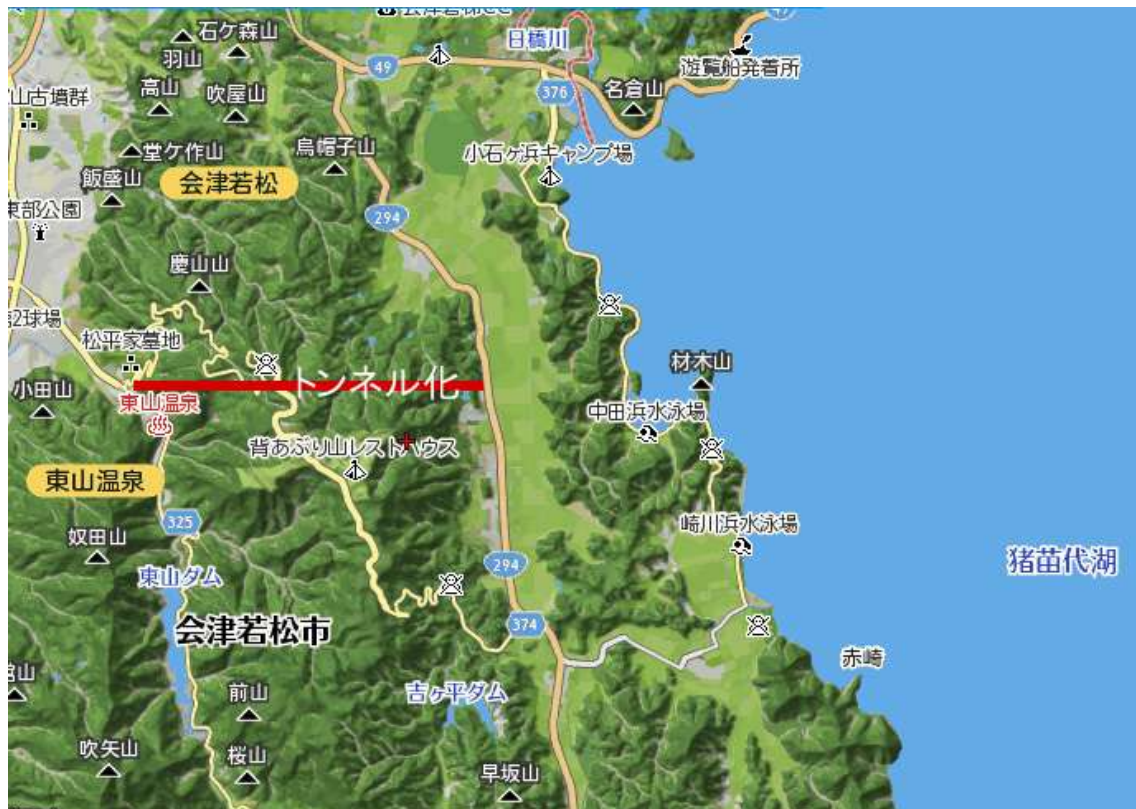 石ケ森山
羽山
日橋川
49
遊覧船発着所
高山
吹屋山
376
名倉山
山古墳群
堂ケ作山
烏帽子山
小石ヶ浜キャンプ場
飯盛山
会津若松
東部公園
294
慶山山
第2球場
松平家墓地
材木山
小田山
トンネル化
東山温泉
中田浜水泳場
背あぶり山レストハウス
東山温泉
325
崎川浜水泳場
奴田山
294
猪苗代湖
東山ダム
会津若松市
374
赤崎
前山
吉ヶ平ダム
吹矢山
桜山
早坂山